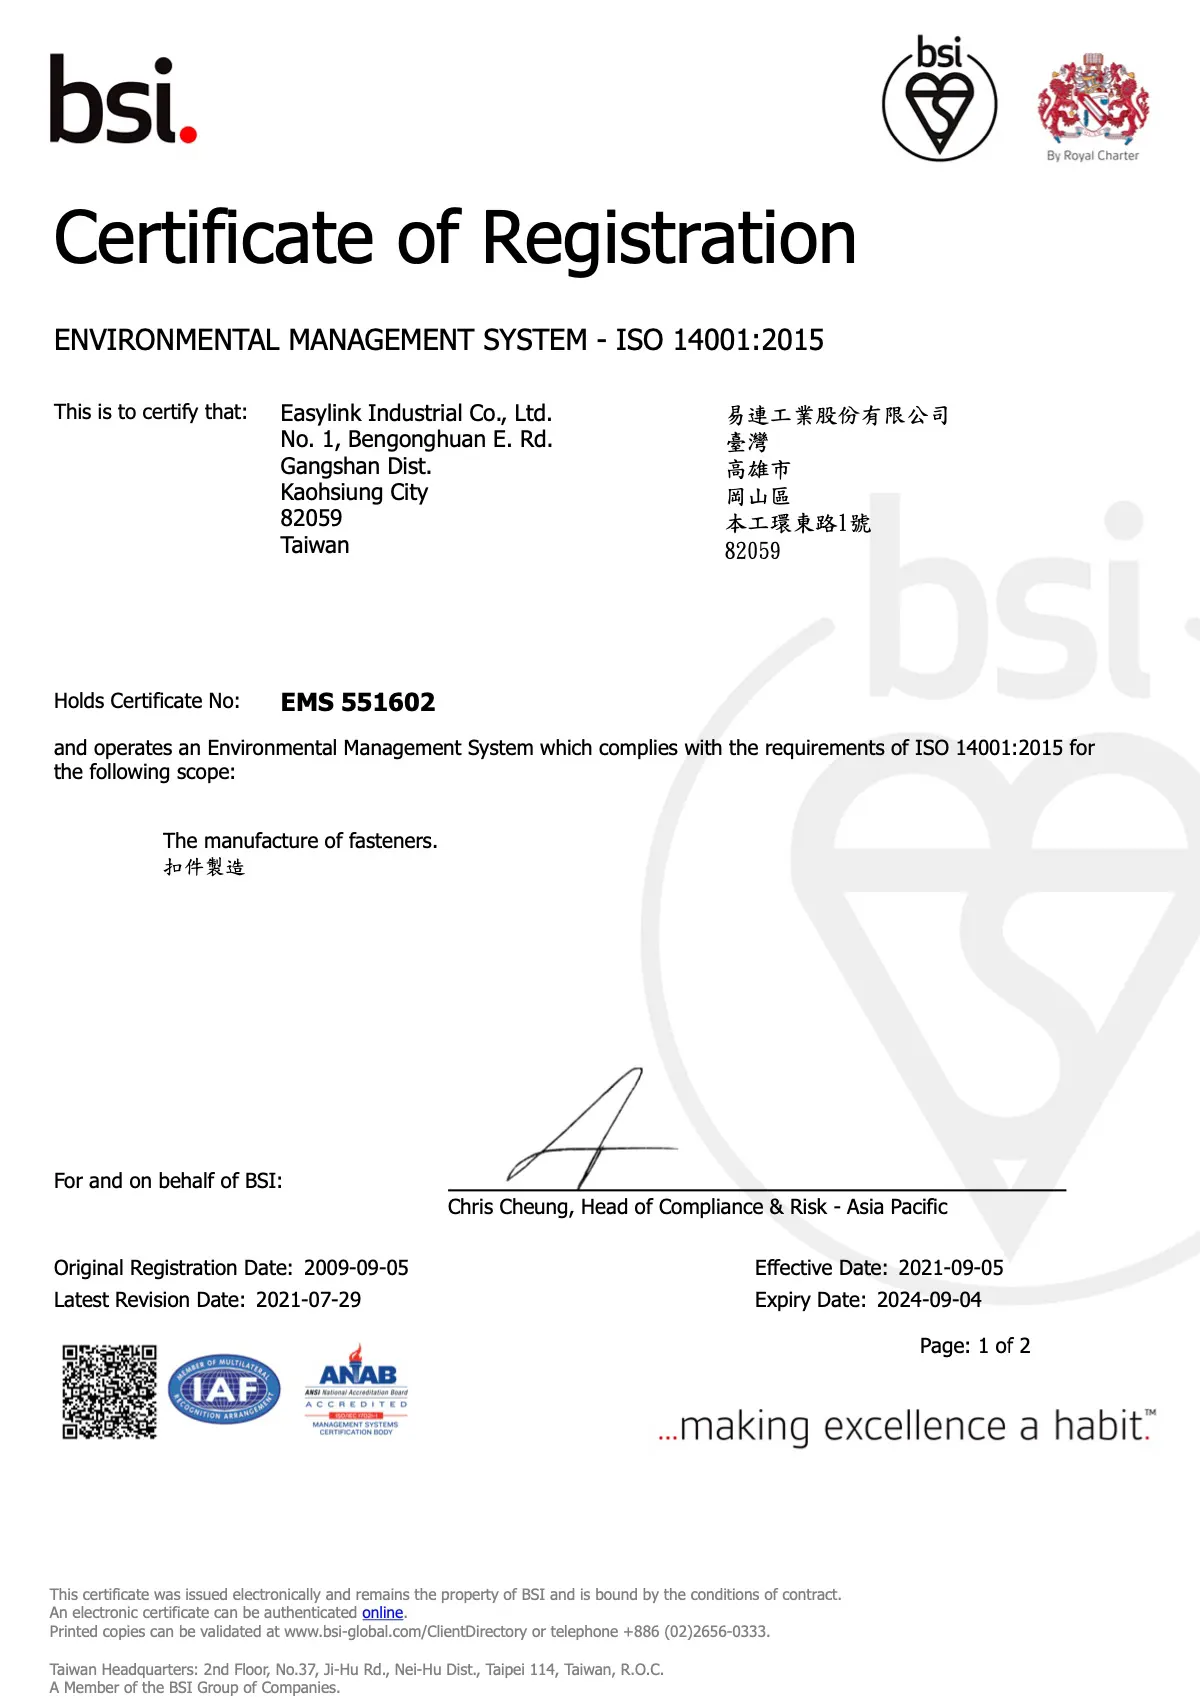 bsi.
bsi
By Royal Charter
Certificate of Registration
ENVIRONMENTAL MANAGEMENT SYSTEM - ISO 14001:2015
This is to certify that:
Easylink Industrial Co., Ltd.
No. 1, Bengonghuan E. Rd.
Gangshan Dist.
Kaohsiung City
82059
Taiwan
易連工業股份有限公司
臺灣
高雄市
岡山區
本工環東路1號
82059
bsi
Holds Certificate No: EMS 551602
and operates an Environmental Management System which complies with the requirements of ISO 14001:2015 for
the following scope:
The manufacture of fasteners.
扣件製造
For and on behalf of BSI:
Chris Cheung, Head of Compliance & Risk - Asia Pacific
Original Registration Date: 2009-09-05
Effective Date: 2021-09-05
Latest Revision Date: 2021-07-29
Expiry Date: 2024-09-04
Page: 1 of 2
MEMBER OF MULTILATERAL
IAF
RECOGNITION ARRANGEMENT
ANAB
ANSI National Accreditation Board
ACCREDITED
MANAGEMENT SYSTEMS
CERTIFICATION BODY
...making excellence a habit.™
This certificate was issued electronically and remains the property of BSI and is bound by the conditions of contract.
An electronic certificate can be authenticated online.
Printed copies can be validated at www.bsi-global.com/ClientDirectory or telephone +886 (02)2656-0333.
Taiwan Headquarters: 2nd Floor, No.37, Ji-Hu Rd., Nei-Hu Dist., Taipei 114, Taiwan, R.O.C.
A Member of the BSI Group of Companies.